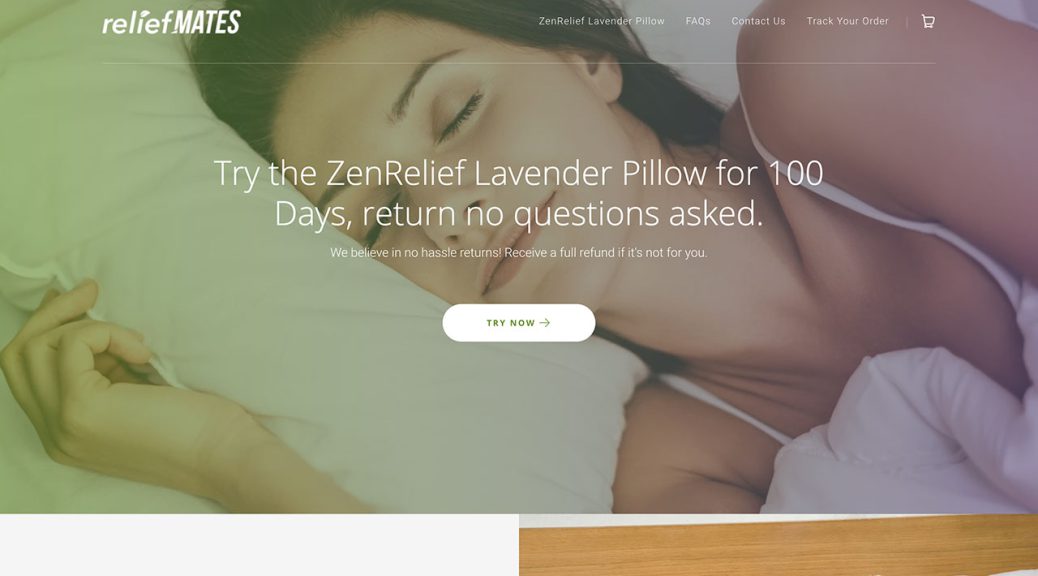 reliefMATES
ZenRelief Lavender Pillow FAQs Contact Us Track Your Order
Try the ZenRelief Lavender Pillow for 100
Days, return no questions asked.
We believe in no hassle returns! Receive a full refund if it's not for you.
TRY NOW